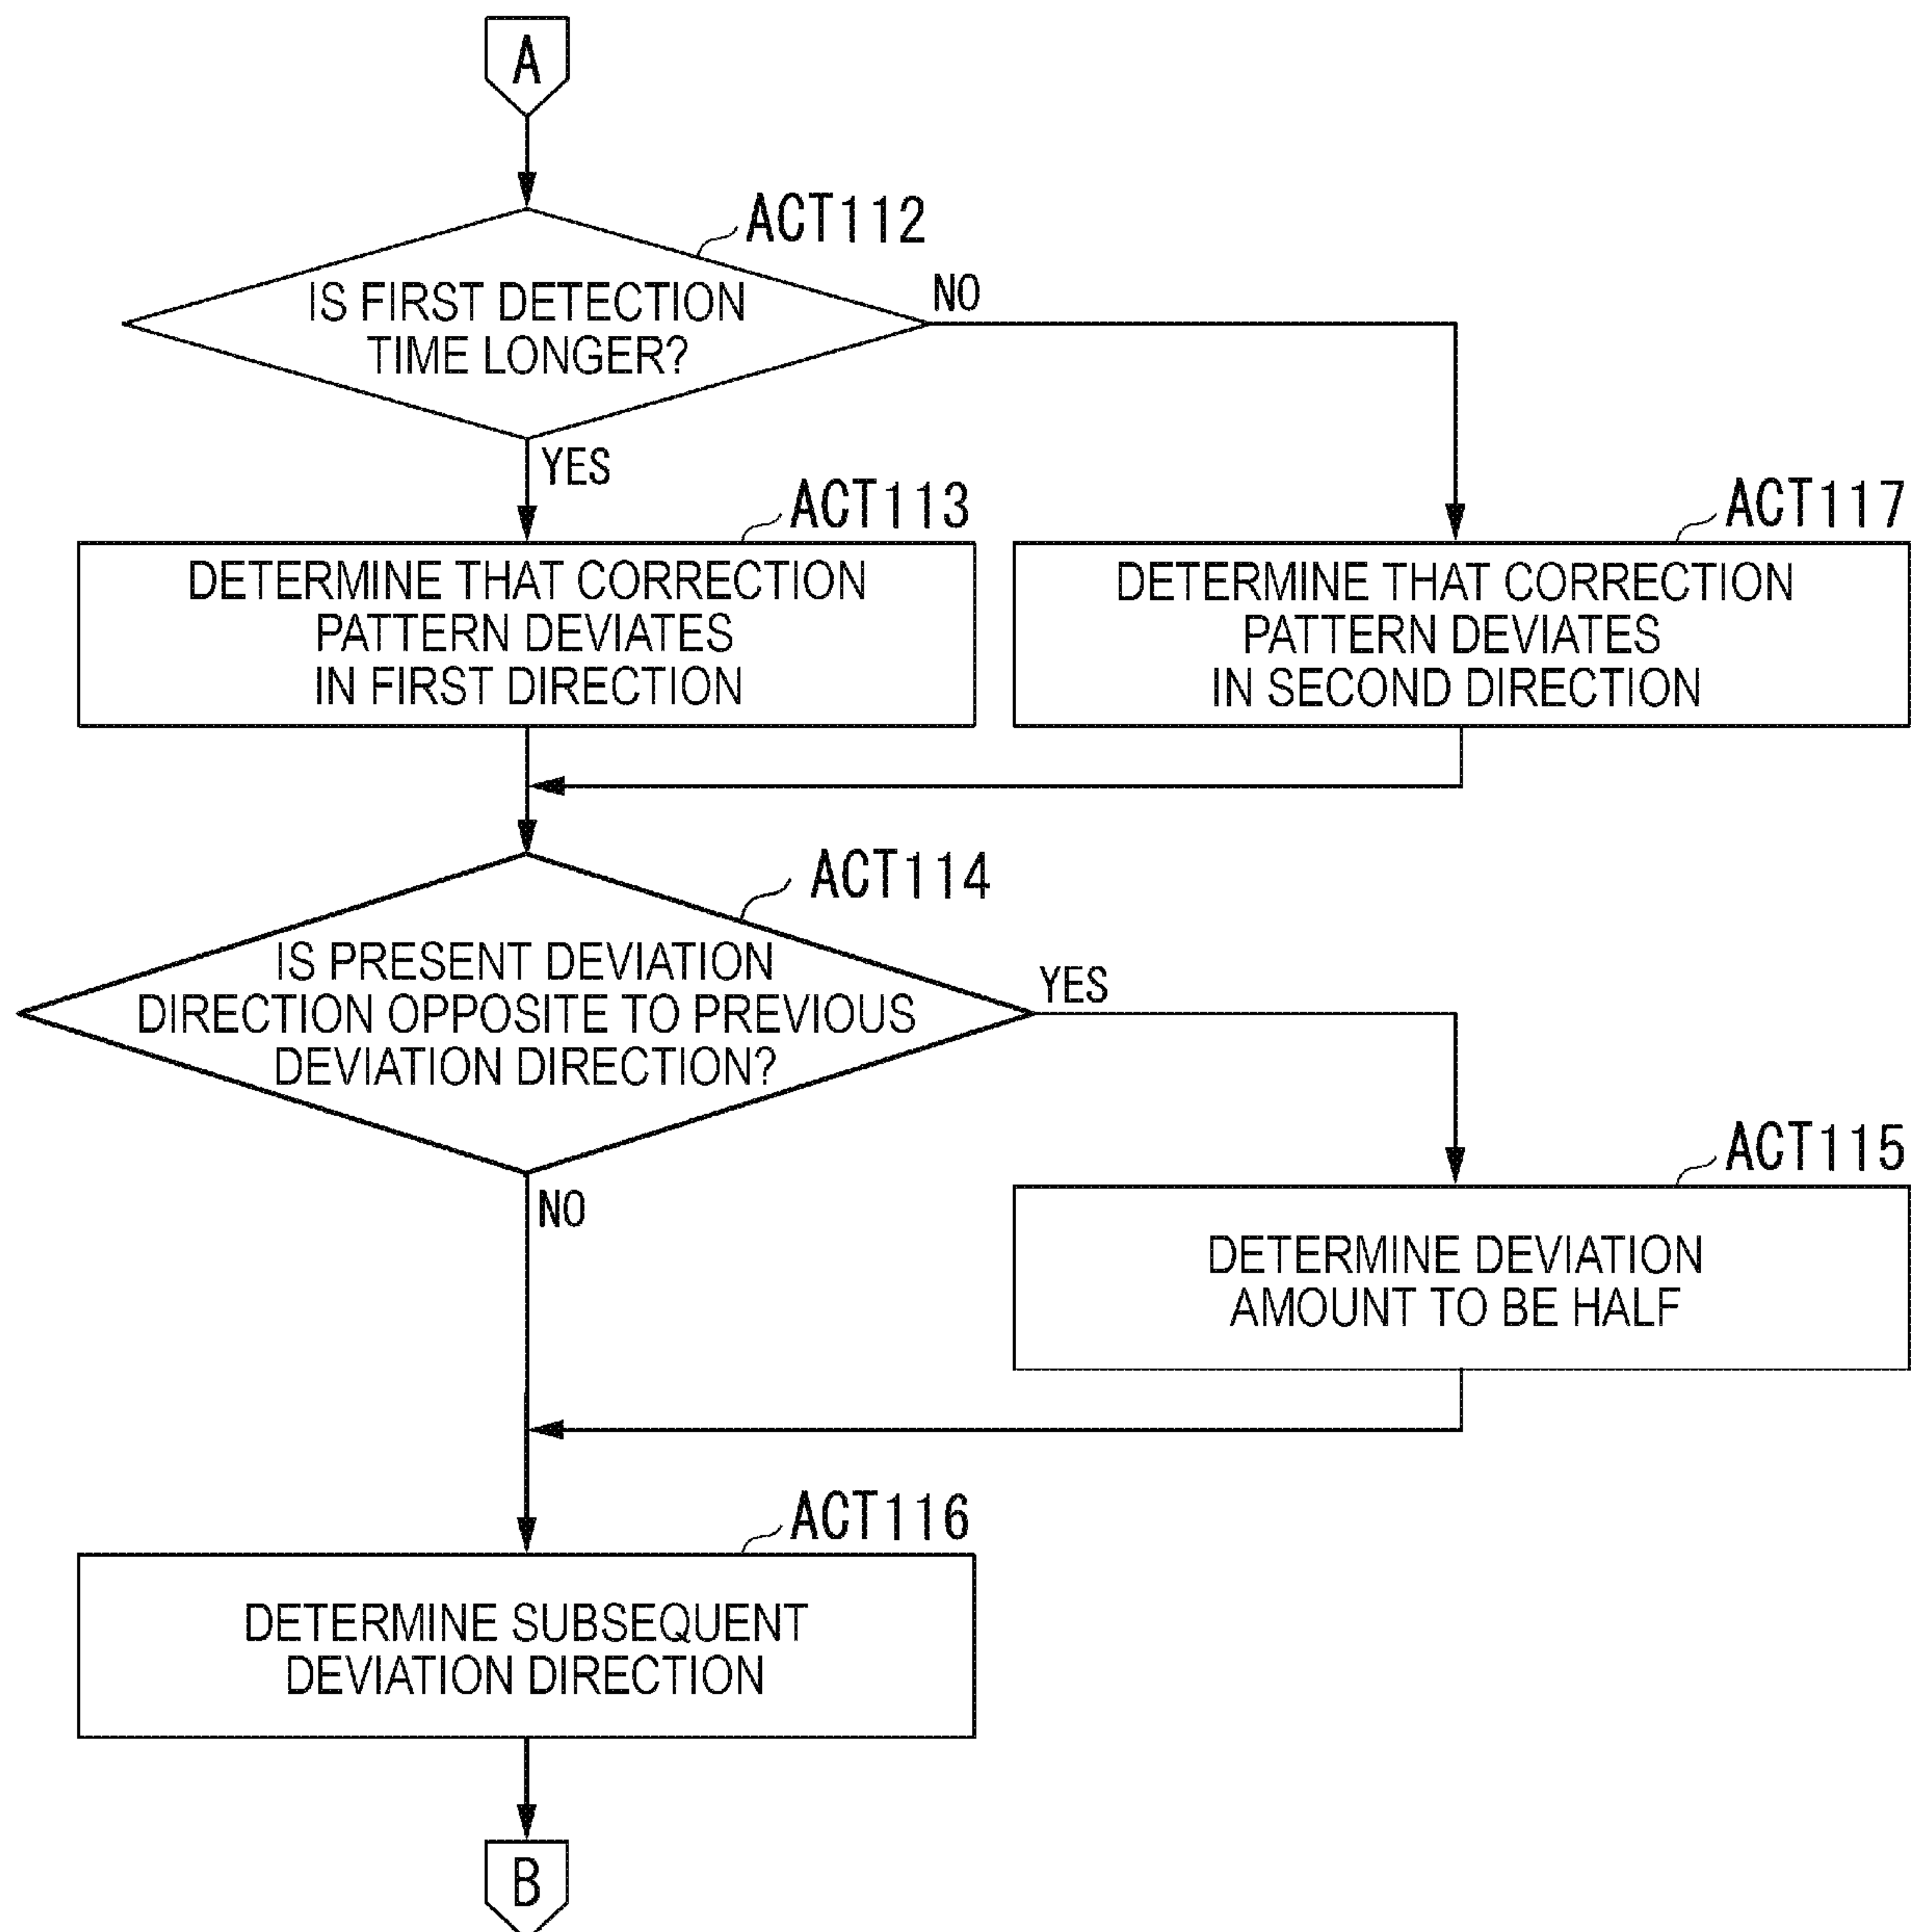 A
ACT112
IS FIRST DETECTION
TIME LONGER?
NO
YES
ACT113
DETERMINE THAT CORRECTION
PATTERN DEVIATES
IN FIRST DIRECTION
ACT117
DETERMINE THAT CORRECTION
PATTERN DEVIATES
IN SECOND DIRECTION
ACT114
IS PRESENT DEVIATION
DIRECTION OPPOSITE TO PREVIOUS
DEVIATION DIRECTION?
YES
NO
ACT115
DETERMINE DEVIATION
AMOUNT TO BE HALF
ACT116
DETERMINE SUBSEQUENT
DEVIATION DIRECTION
B